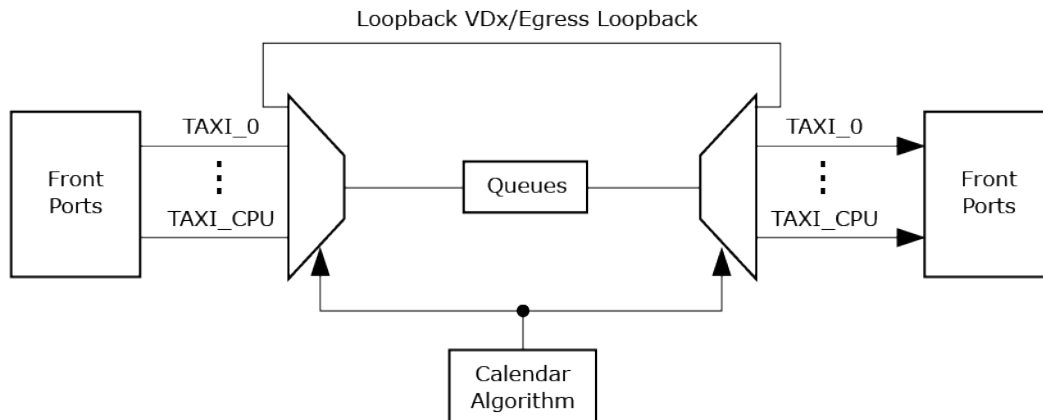 Loopback VDx/Egress Loopback
TAXI_0
TAXI_0
Front
Ports
Queues
Front
Ports
TAXI_CPU
TAXI_CPU
Calendar
Algorithm